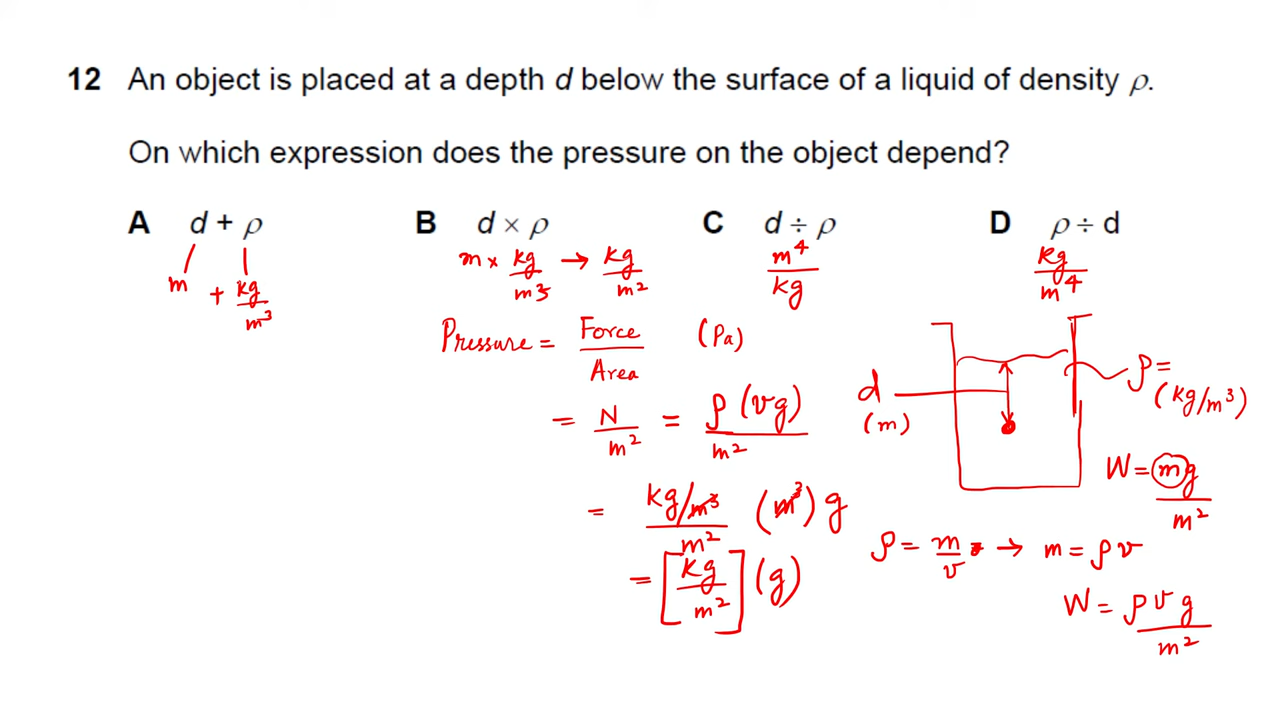 12 An object is placed at a depth d below the surface of a liquid of density ρ.
On which expression does the pressure on the object depend?
A d + ρ B d × ρ C d ÷ ρ D ρ ÷ d
m + kg/m³
m × kg/m³ → kg/m²
m⁴/kg
kg/m⁴
Pressure = Force/Area (Pa)
= N/m² = ρ (vg)/m²
= kg/m³/m² (m³) g
= [kg/m²] (g)
d
(m)
ρ =
(kg/m³)
W = mg/m²
ρ = m/v → m = ρv
W = ρvg/m²